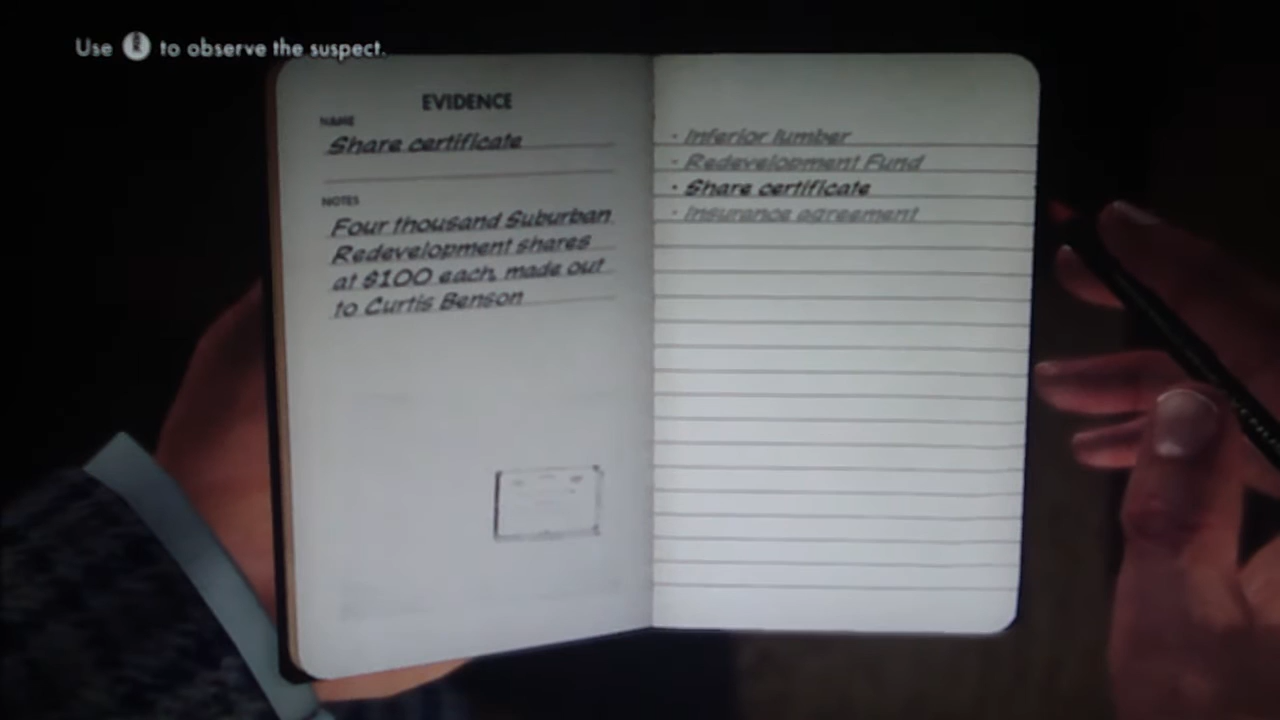 Use R to observe the suspect.
EVIDENCE
NAME
Share certificate
NOTES
Four thousand Suburban
Redevelopment shares
at $100 each, made out
to Curtis Benson
- Inferior lumber
- Redevelopment Fund
- Share certificate
- Insurance agreement